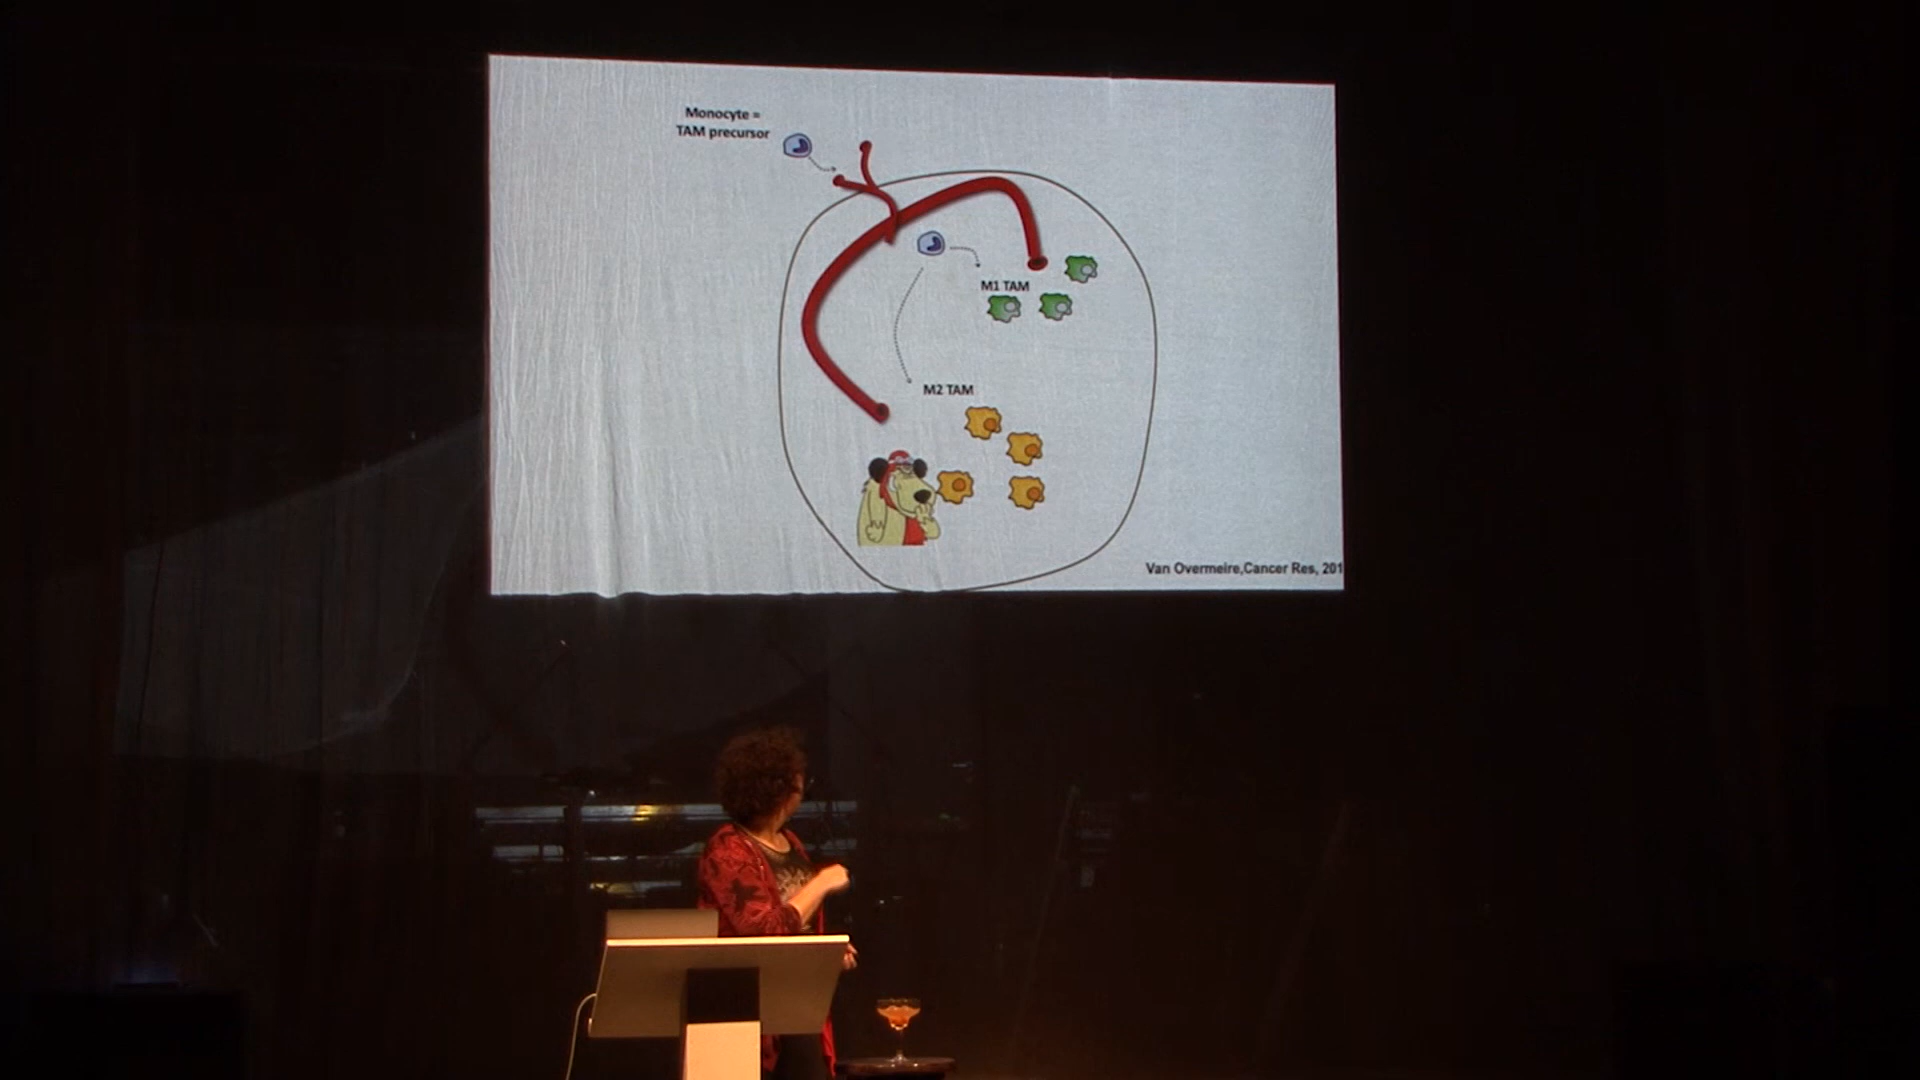 Monocyte =
TAM precursor
M1 TAM
M2 TAM
Van Overmeire,Cancer Res, 201